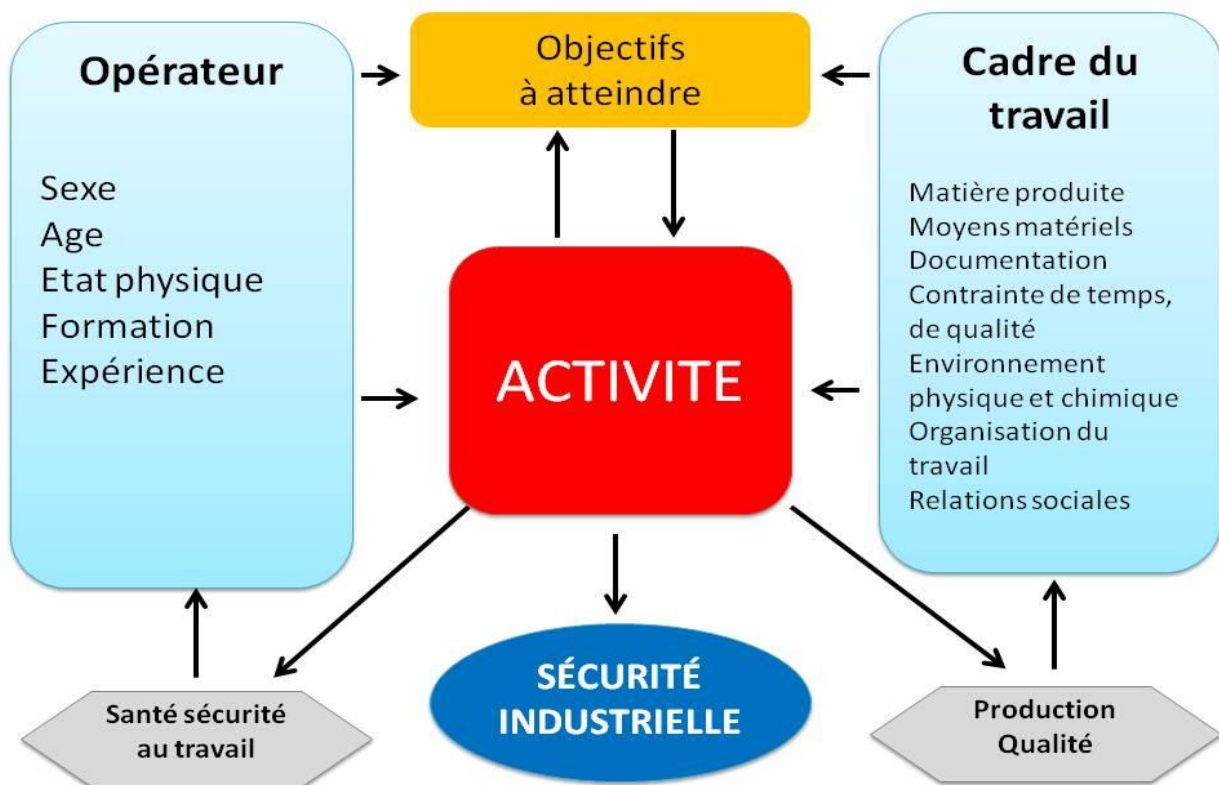 Opérateur
Sexe
Age
Etat physique
Formation
Expérience
Objectifs
à atteindre
Cadre du
travail
Matière produite
Moyens matériels
Documentation
Contrainte de temps,
de qualité
Environnement
physique et chimique
Organisation du
travail
Relations sociales
ACTIVITE
Santé sécurité
au travail
SÉCURITÉ
INDUSTRIELLE
Production
Qualité